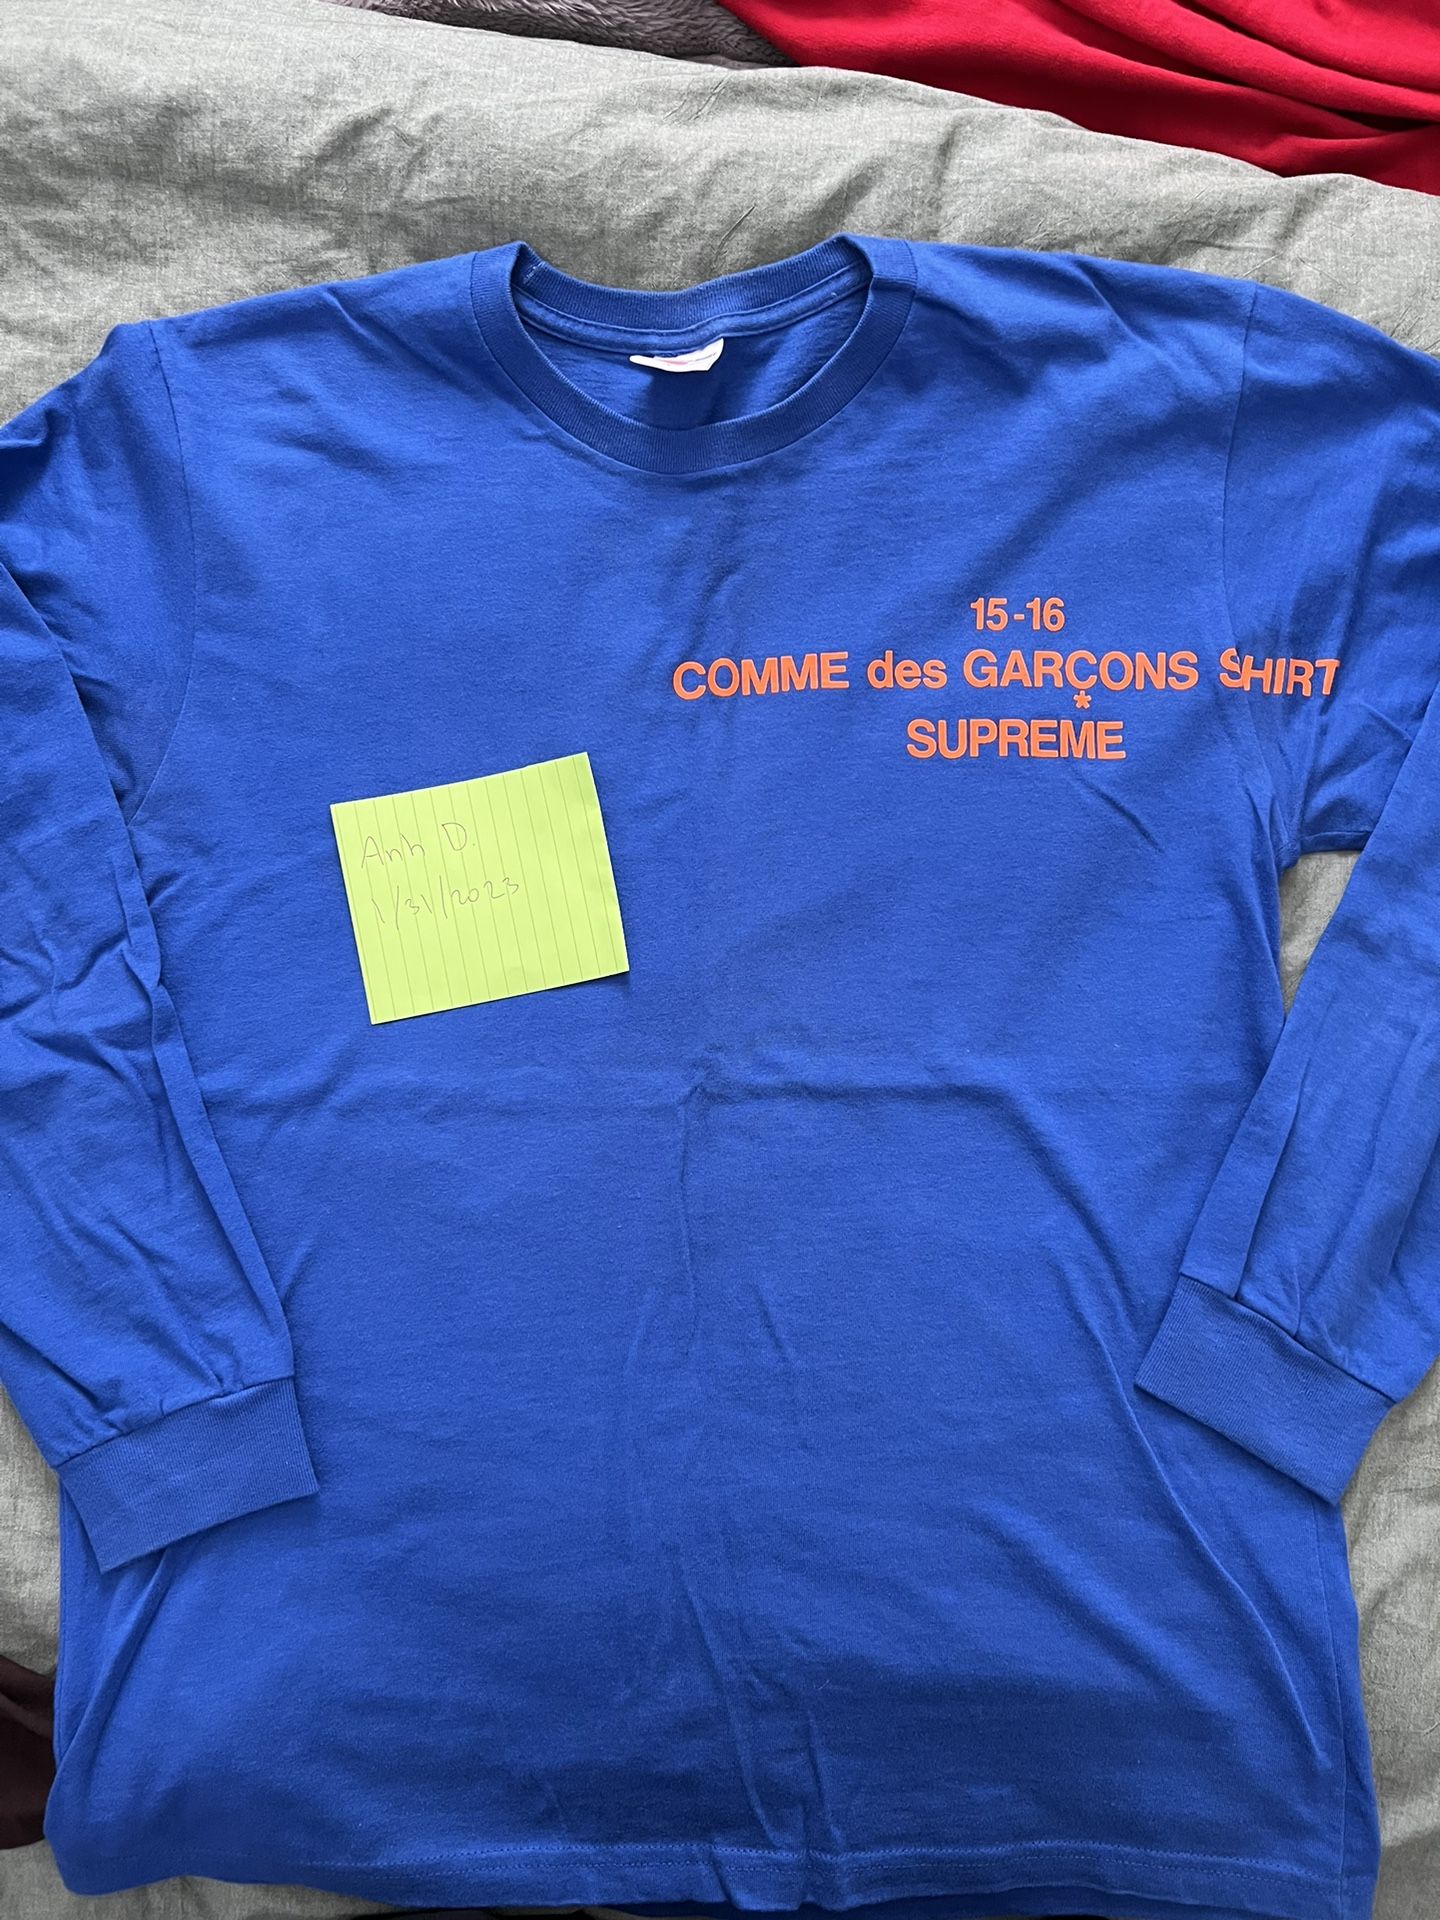 15-16
COMME des GARÇONS SHIRT
*
SUPREME
Anh D.
1/31/2023